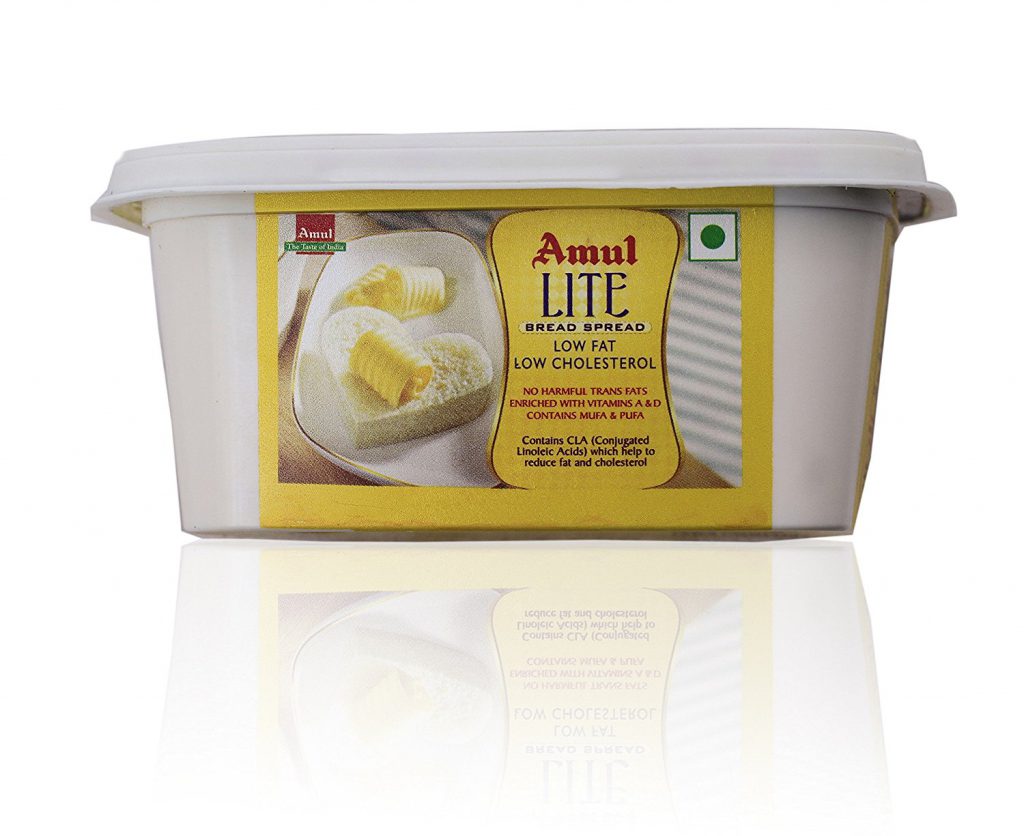 Amul
The Taste of India
Amul
LITE
BREAD SPREAD
LOW FAT
LOW CHOLESTEROL
NO HARMFUL TRANS FATS
ENRICHED WITH VITAMINS A & D
CONTAINS MUFA & PUFA
Contains CLA (Conjugated
Linoleic Acids) which help to
reduce fat and cholesterol